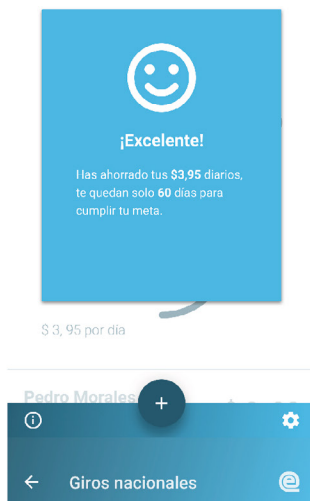 ¡Excelente!
Has ahorrado tus $3,95 diarios,
te quedan solo 60 días para
cumplir tu meta.
$ 3, 95 por día
Pedro Morales
Giros nacionales